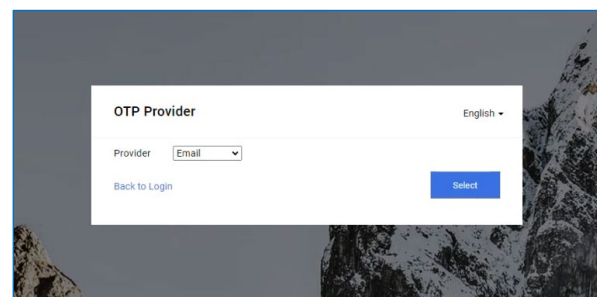 OTP Provider
English
Provider Email
Back to Login
Select